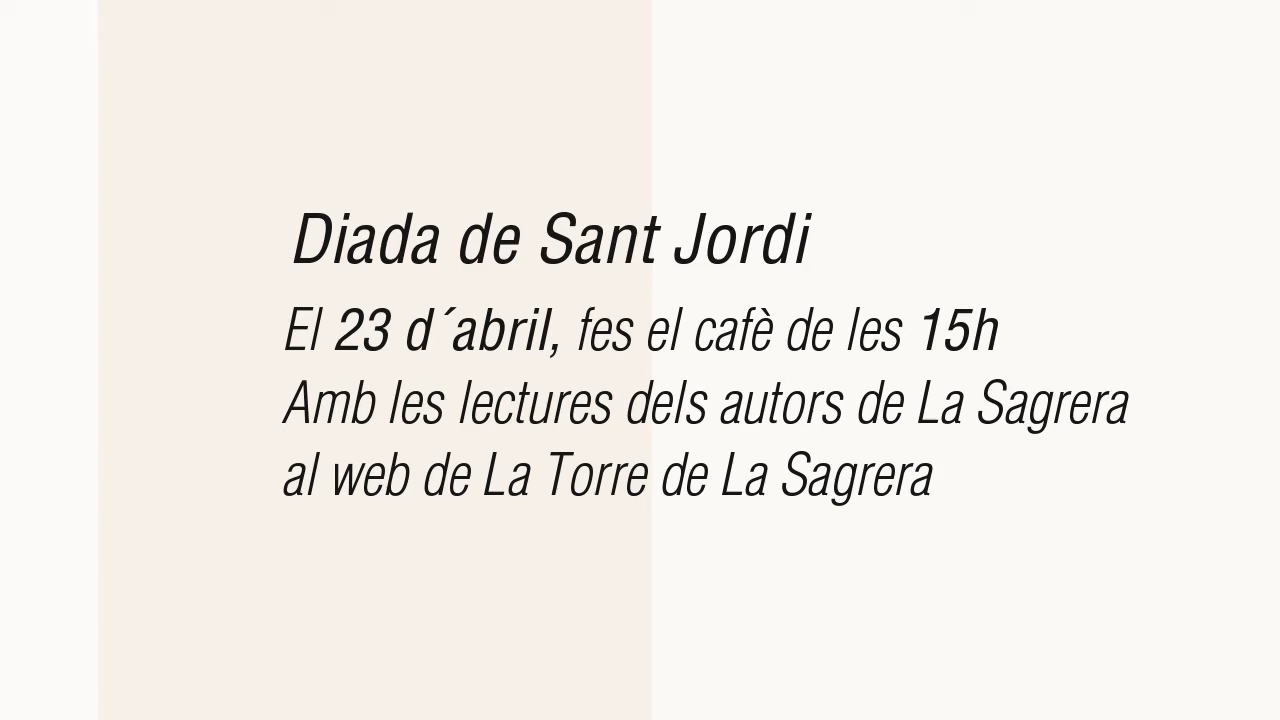 Diada de Sant Jordi
El 23 d´abril, fes el cafè de les 15h
Amb les lectures dels autors de La Sagrera
al web de La Torre de La Sagrera